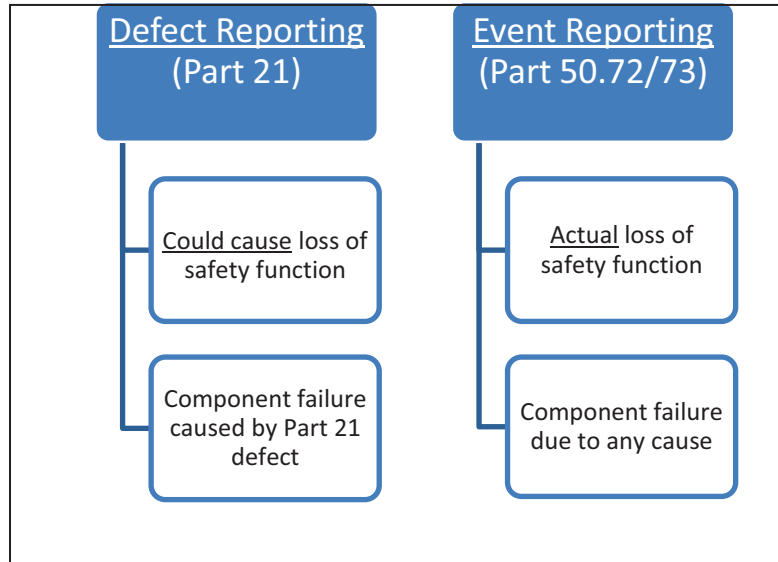 Defect Reporting
(Part 21)
Could cause loss of
safety function
Component failure
caused by Part 21
defect
Event Reporting
(Part 50.72/73)
Actual loss of
safety function
Component failure
due to any cause